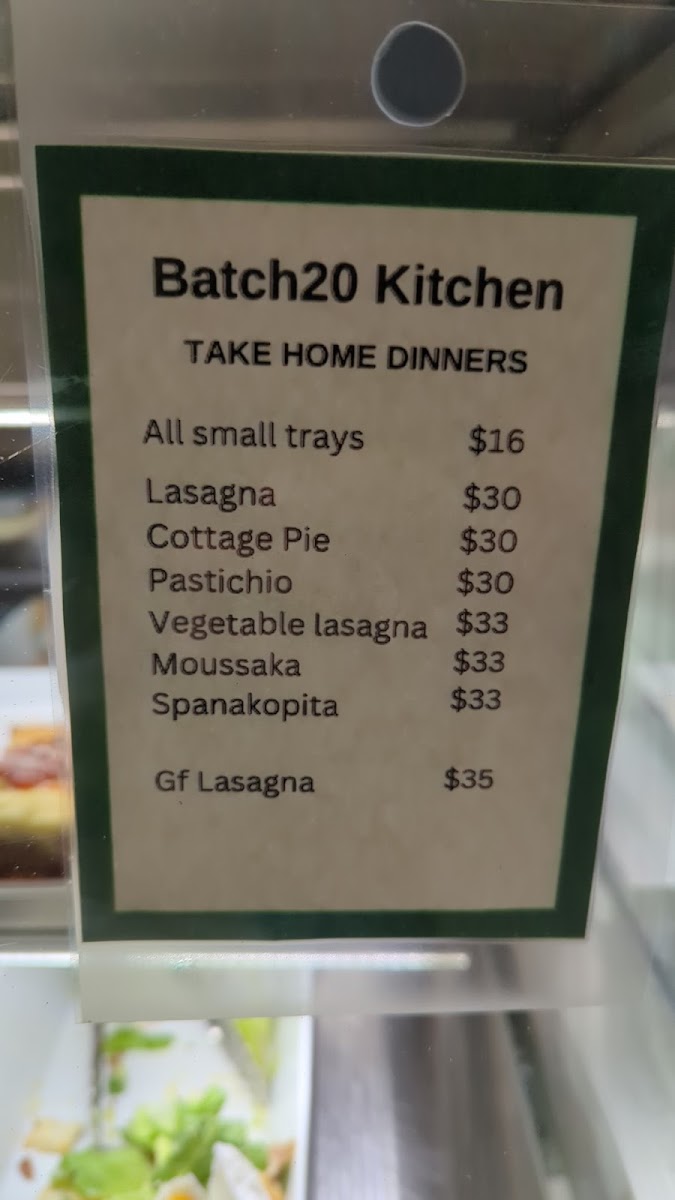 Batch20 Kitchen
TAKE HOME DINNERS
All small trays $16
Lasagna $30
Cottage Pie $30
Pastichio $30
Vegetable lasagna $33
Moussaka $33
Spanakopita $33
Gf Lasagna $35